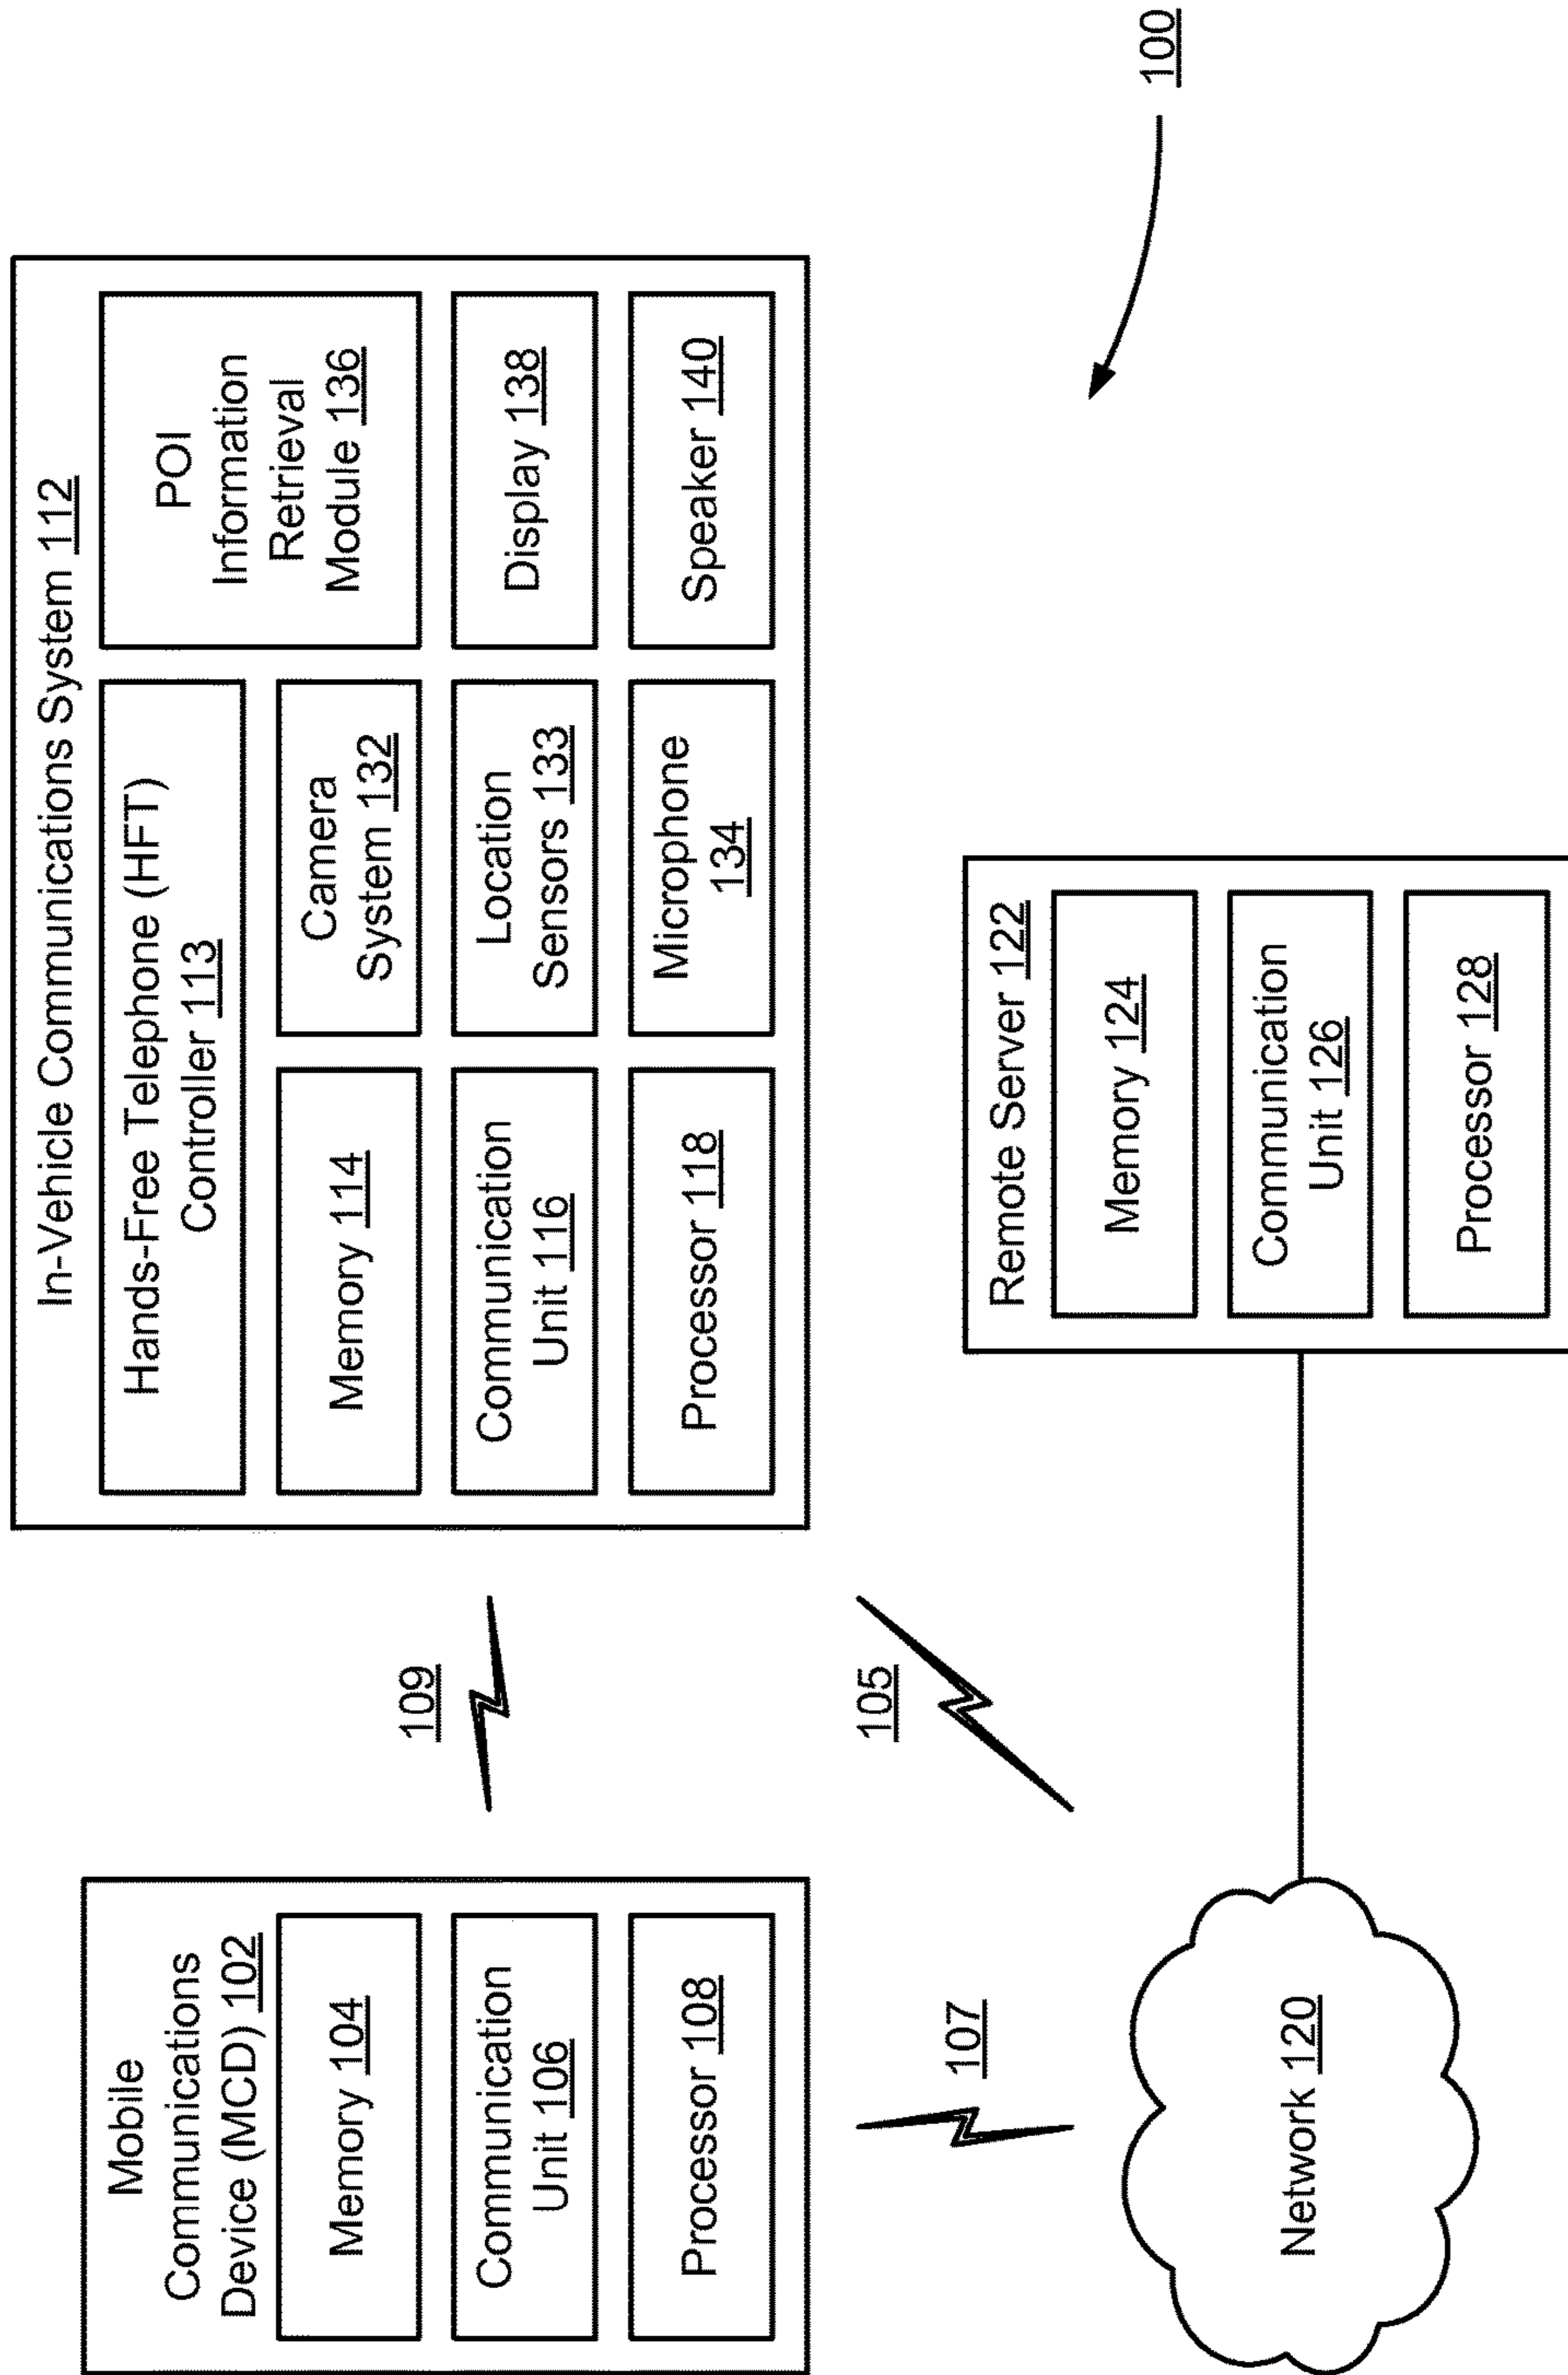 Mobile
Communications
Device (MCD) 102
Memory 104
Communication
Unit 106
Processor 108
109
In-Vehicle Communications System 112
Hands-Free Telephone (HFT)
Controller 113
Memory 114
Communication
Unit 116
Processor 118
Camera
System 132
Location
Sensors 133
Microphone
134
POI
Information
Retrieval
Module 136
Display 138
Speaker 140
107
105
Network 120
Remote Server 122
Memory 124
Communication
Unit 126
Processor 128
100